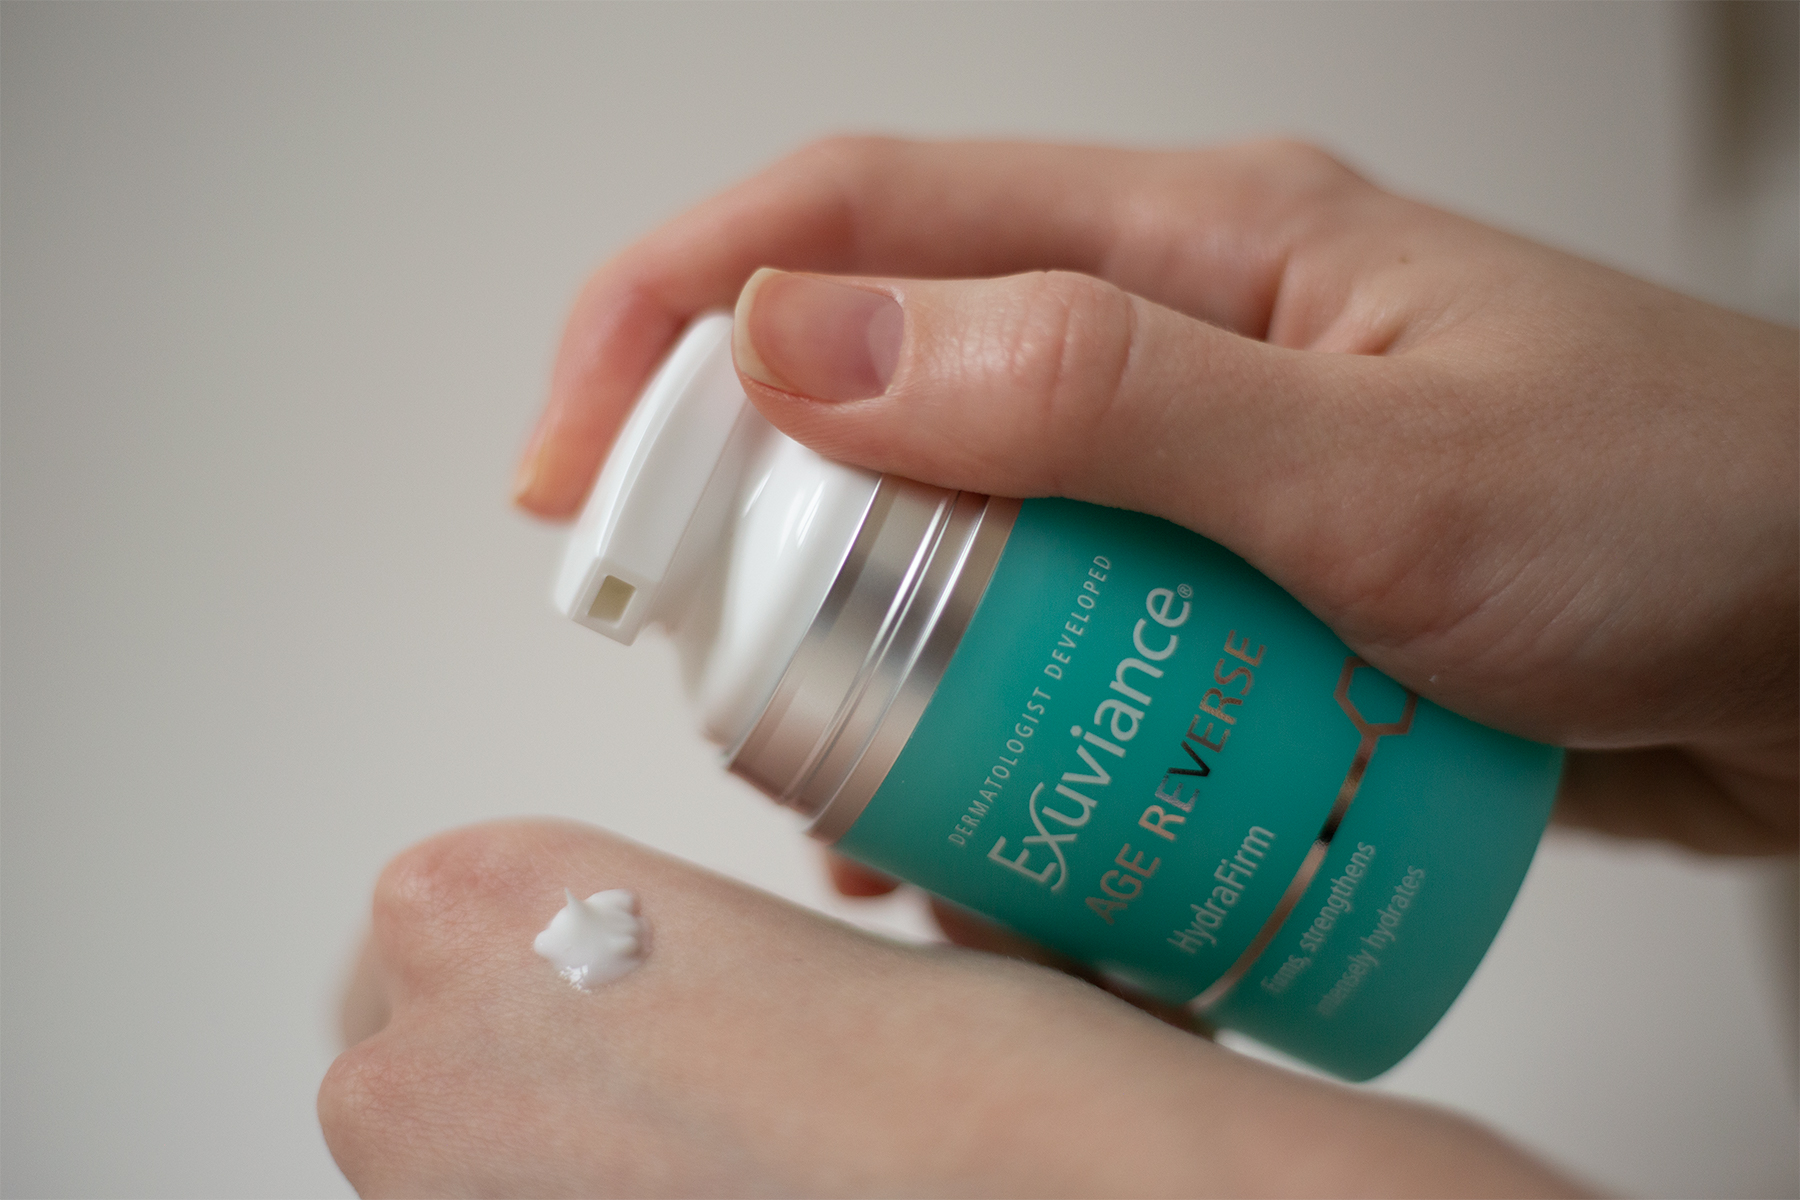 DERMATOLOGIST DEVELOPED
Exuviance®
AGE REVERSE
HydraFirm
Firms, strengthens
intensely hydrates